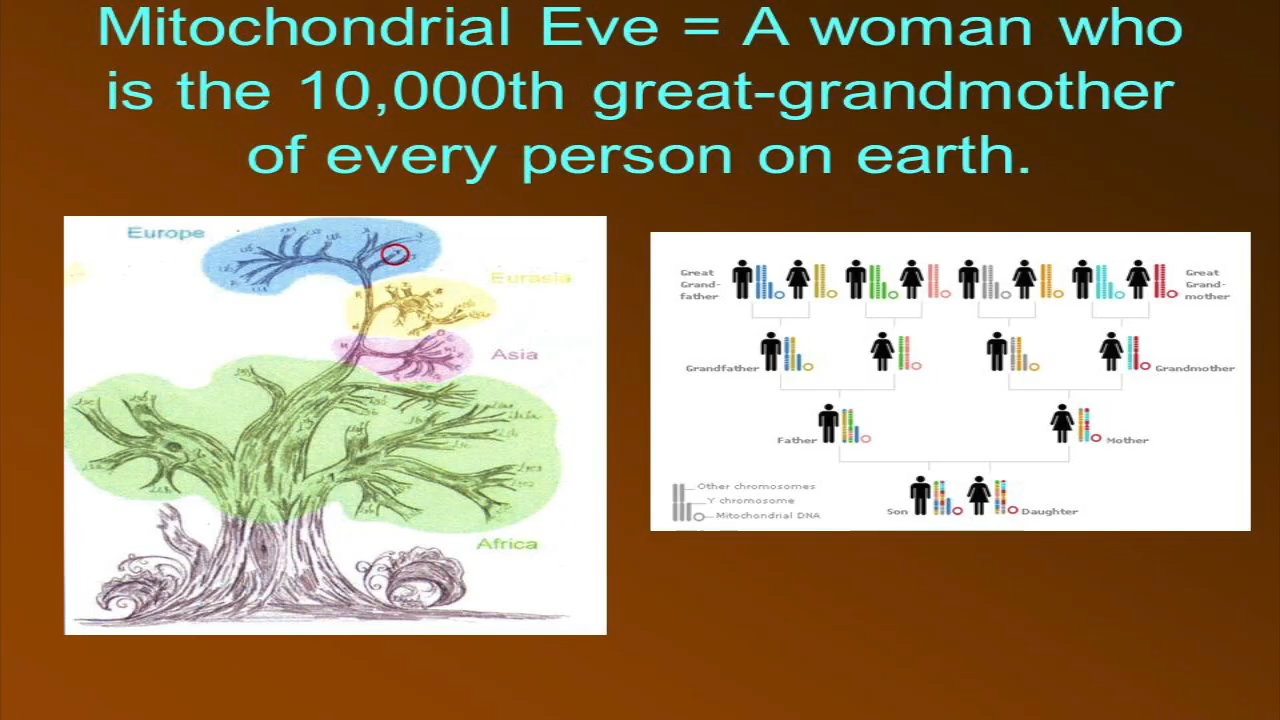 Mitochondrial Eve = A woman who
is the 10,000th great-grandmother
of every person on earth.
Europe
Eurasia
Asia
Africa
Great
Grand-
father
Great
Grand-
mother
Grandfather
Grandmother
Father
Mother
Other chromosomes
Y chromosome
Mitochondrial DNA
Son
Daughter